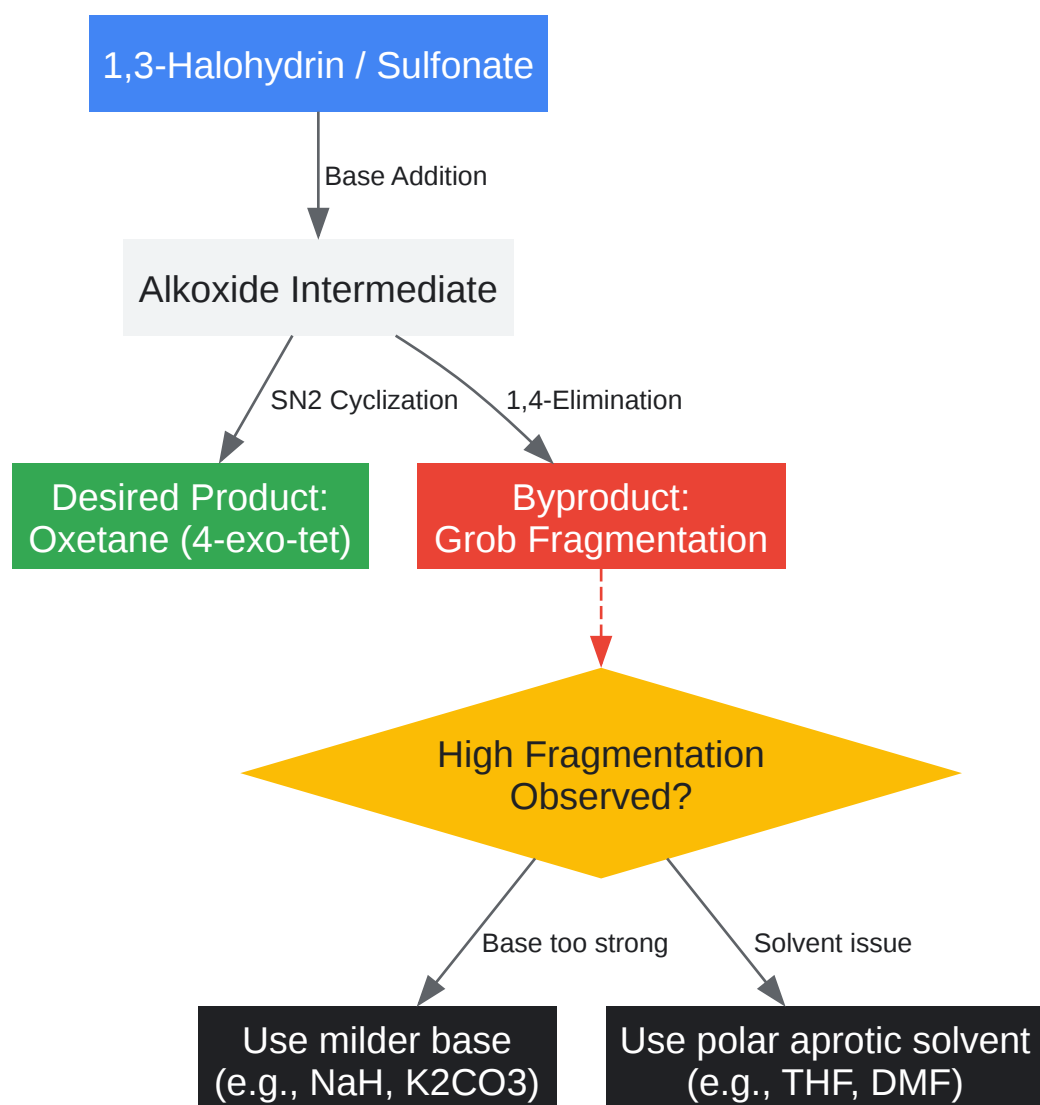 1,3-Halohydrin / Sulfonate
Base Addition
Alkoxide Intermediate
SN2 Cyclization
1,4-Elimination
Desired Product:
Oxetane (4-exo-tet)
Byproduct:
Grob Fragmentation
High Fragmentation
Observed?
Base too strong
Solvent issue
Use milder base
(e.g., NaH, K2CO3)
Use polar aprotic solvent
(e.g., THF, DMF)